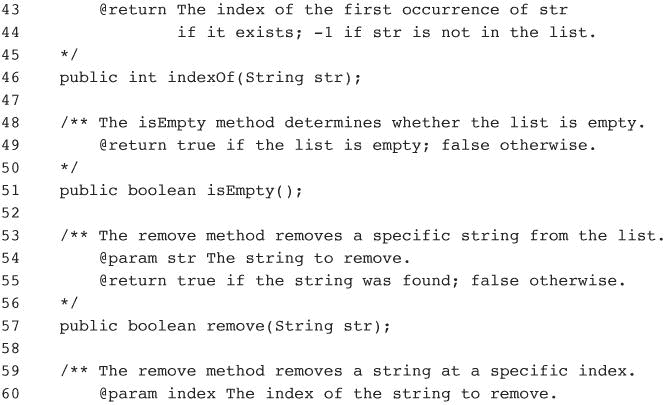 43        @return The index of the first occurrence of str
44                if it exists; -1 if str is not in the list.
45    */
46    public int indexOf(String str);
47
48    /** The isEmpty method determines whether the list is empty.
49        @return true if the list is empty; false otherwise.
50    */
51    public boolean isEmpty();
52
53    /** The remove method removes a specific string from the list.
54        @param str The string to remove.
55        @return true if the string was found; false otherwise.
56    */
57    public boolean remove(String str);
58
59    /** The remove method removes a string at a specific index.
60        @param index The index of the string to remove.